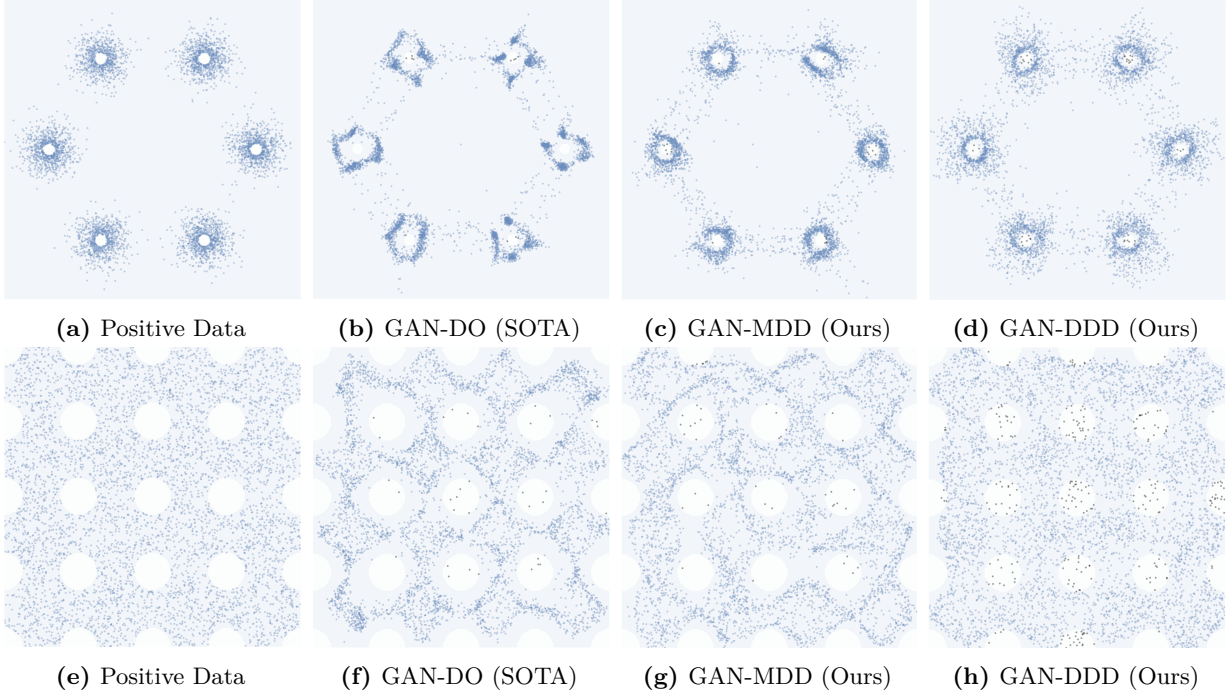 (a) Positive Data (b) GAN-DO (SOTA) (c) GAN-MDD (Ours) (d) GAN-DDD (Ours)
(e) Positive Data (f) GAN-DO (SOTA) (g) GAN-MDD (Ours) (h) GAN-DDD (Ours)